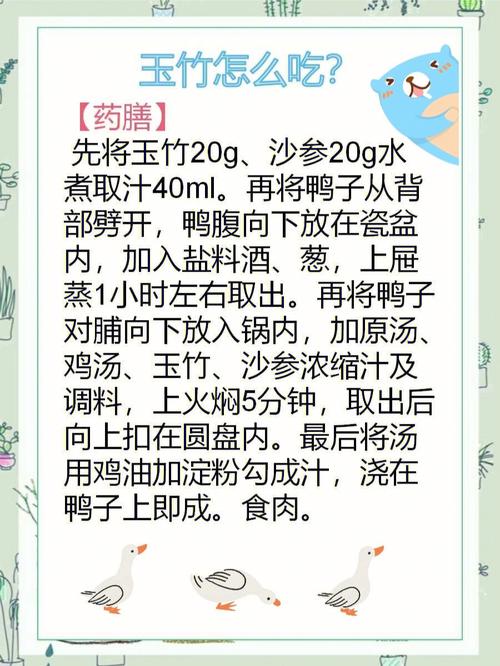 玉竹怎么吃?
【药膳】
先将玉竹20g、沙参20g水
煮取汁40ml。再将鸭子从背
部劈开，鸭腹向下放在瓷盆
内，加入盐料酒、葱，上屉
蒸1小时左右取出。再将鸭子
对脯向下放入锅内，加原汤、
鸡汤、玉竹、沙参浓缩汁及
调料，上火焖5分钟，取出后
向上扣在圆盘内。最后将汤
用鸡油加淀粉勾成汁，浇在
鸭子上即成。食肉。